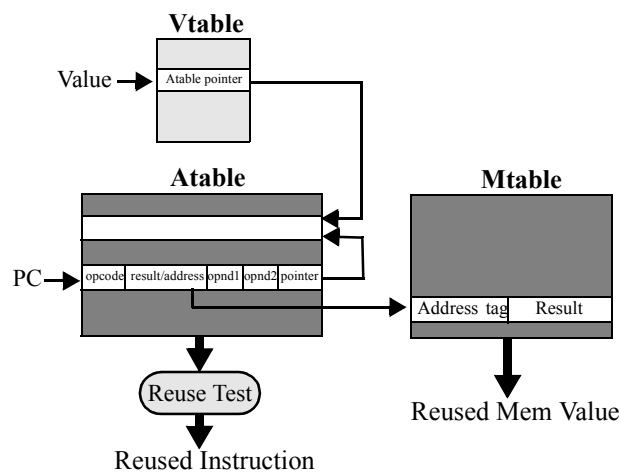 Vtable
Value
Atable pointer
Atable
Mtable
PC
opcode result/address opnd1 opnd2 pointer
Address tag Result
Reuse Test
Reused Mem Value
Reused Instruction